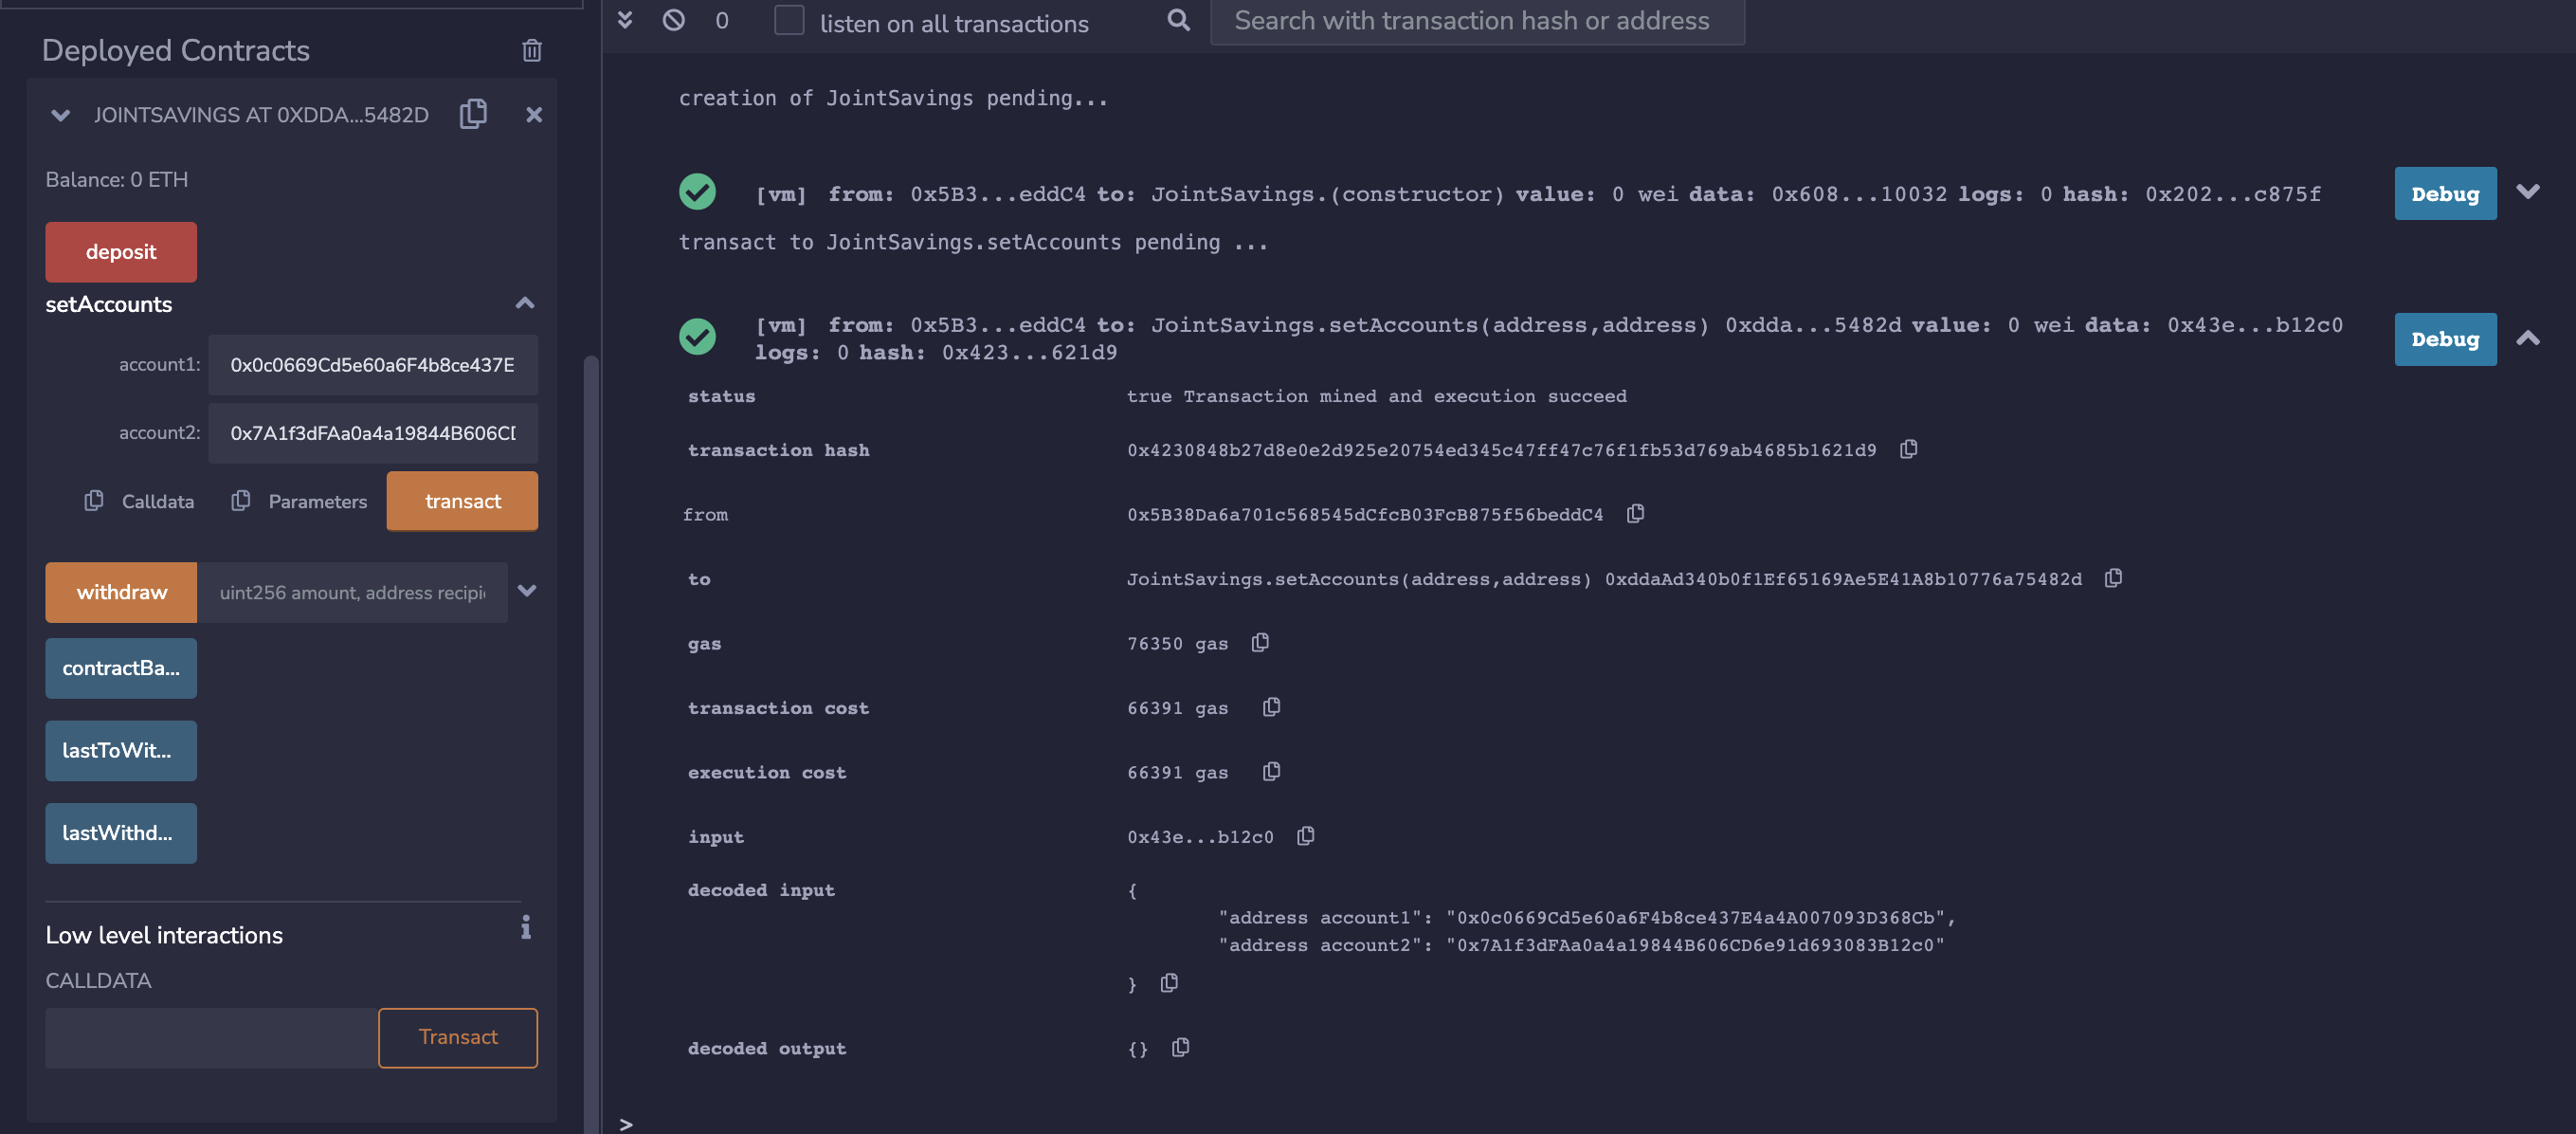 Deployed Contracts
JOINTSAVINGS AT 0XDDA...5482D
Balance: 0 ETH
deposit
setAccounts
account1: 0x0c0669Cd5e60a6F4b8ce437E
account2: 0x7A1f3dFAa0a4a19844B606CD
Calldata Parameters transact
withdraw uint256 amount, address recipi
contractBa...
lastToWit...
lastWithd...
Low level interactions
i
CALLDATA
Transact
0 listen on all transactions Search with transaction hash or address
creation of JointSavings pending...
[vm] from: 0x5B3...eddC4 to: JointSavings.(constructor) value: 0 wei data: 0x608...10032 logs: 0 hash: 0x202...c875f Debug
transact to JointSavings.setAccounts pending ...
[vm] from: 0x5B3...eddC4 to: JointSavings.setAccounts(address,address) 0xdda...5482d value: 0 wei data: 0x43e...b12c0
logs: 0 hash: 0x423...621d9 Debug
status true Transaction mined and execution succeed
transaction hash 0x4230848b27d8e0e2d925e20754ed345c47ff47c76f1fb53d769ab4685b1621d9
from 0x5B38Da6a701c568545dCfcB03FcB875f56beddC4
to JointSavings.setAccounts(address,address) 0xddaAd340b0f1Ef65169Ae5E41A8b10776a75482d
gas 76350 gas
transaction cost 66391 gas
execution cost 66391 gas
input 0x43e...b12c0
decoded input {
"address account1": "0x0c0669Cd5e60a6F4b8ce437E4a4A007093D368Cb",
"address account2": "0x7A1f3dFAa0a4a19844B606CD6e91d693083B12c0"
}
decoded output {}
>